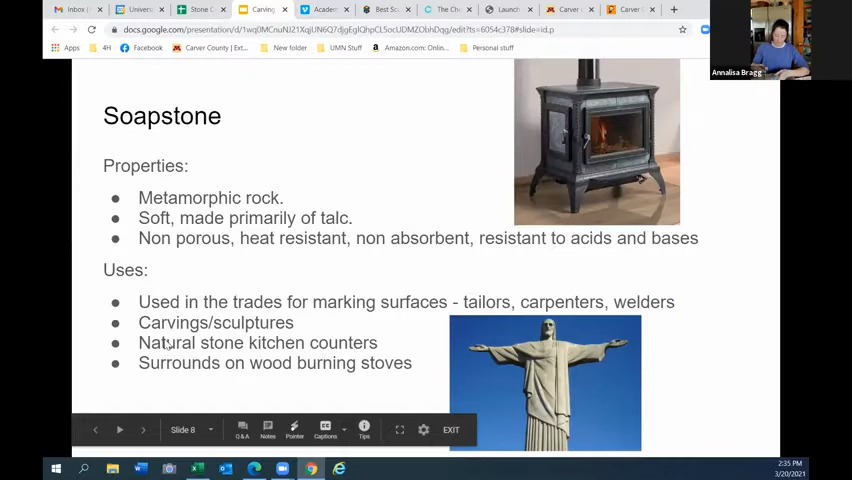 Inbox
Univers
Stone C
Carving
Academ
Best So
The Che
Launch
Carver c
Carver
docs.google.com/presentation/d/1wq0MCnuNJ21XqjUN6Q7djgEglQhpCL5ocUDMZObhDqg/edit?ts=6054c378#slide=id.p
Apps
4H
Facebook
Carver County | Ext...
New folder
UMN Stuff
Amazon.com: Onlin...
Personal stuff
Annalisa Bragg
Soapstone
Properties:
● Metamorphic rock.
● Soft, made primarily of talc.
● Non porous, heat resistant, non absorbent, resistant to acids and bases
Uses:
● Used in the trades for marking surfaces - tailors, carpenters, welders
● Carvings/sculptures
● Natural stone kitchen counters
● Surrounds on wood burning stoves
Slide 8
Q & A
Notes
Pointer
Captions
Tips
EXIT
2:35 PM
3/20/2021